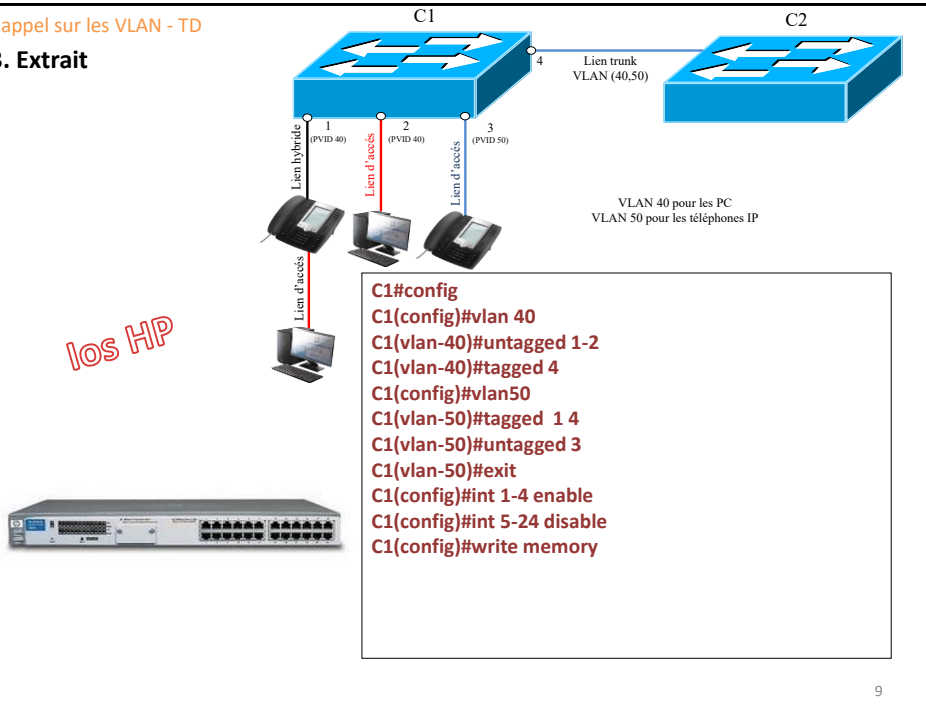 appel sur les VLAN - TD
3. Extrait
C1
C2
4
Lien trunk
VLAN (40,50)
1
(PVID 40)
2
(PVID 40)
3
(PVID 50)
Lien hybride
Lien d'accés
Lien d'accés
Lien d'accés
VLAN 40 pour les PC
VLAN 50 pour les téléphones IP
Ios HP
C1#config
C1(config)#vlan 40
C1(vlan-40)#untagged 1-2
C1(vlan-40)#tagged 4
C1(config)#vlan50
C1(vlan-50)#tagged 1 4
C1(vlan-50)#untagged 3
C1(vlan-50)#exit
C1(config)#int 1-4 enable
C1(config)#int 5-24 disable
C1(config)#write memory
9